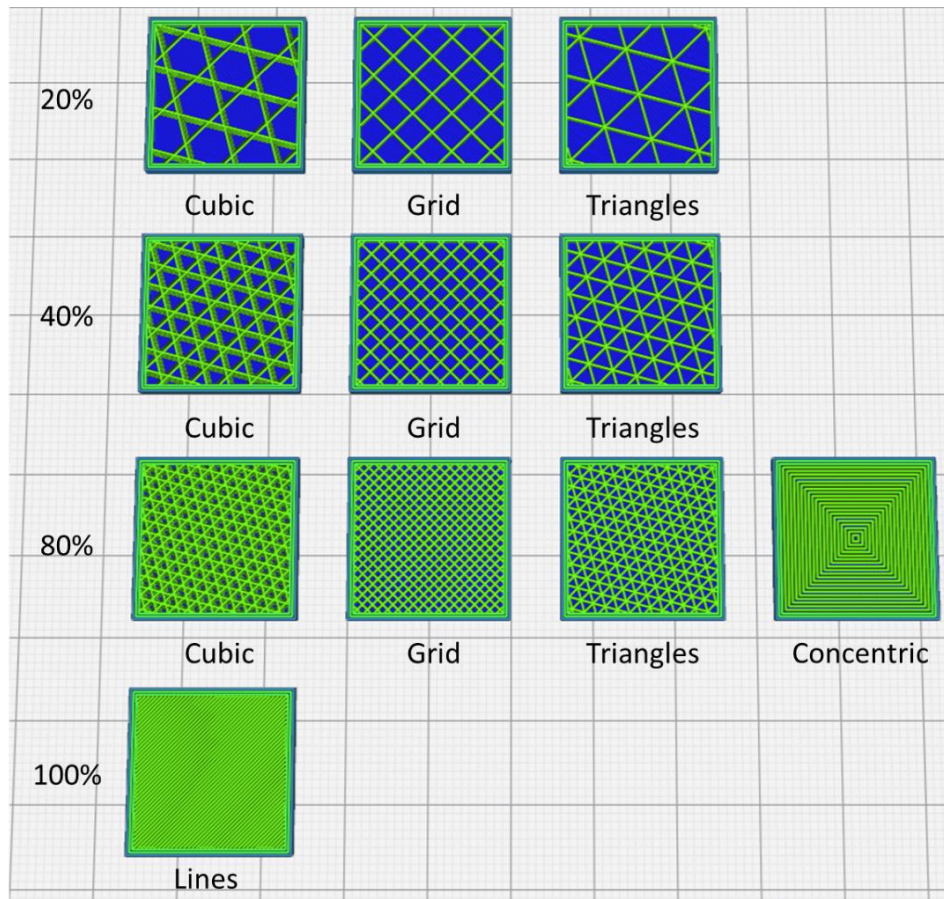 20%
Cubic Grid Triangles
40%
Cubic Grid Triangles
80%
Cubic Grid Triangles Concentric
100%
Lines